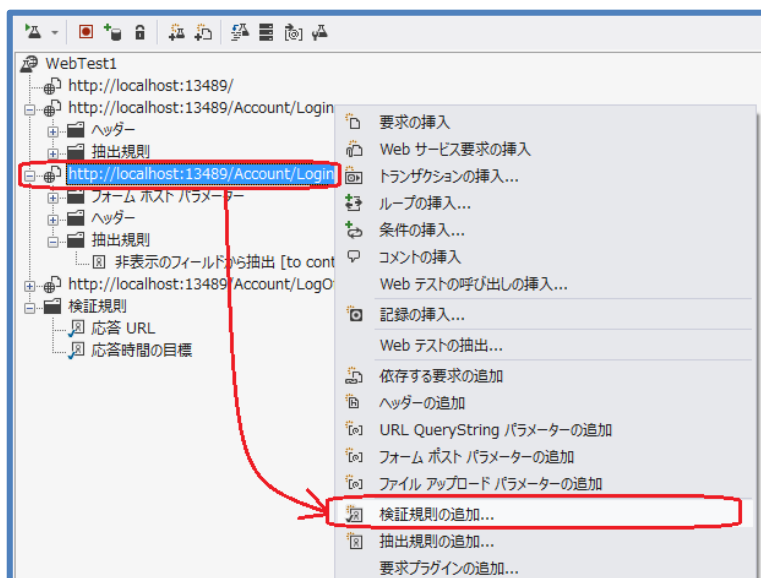 WebTest1
http://localhost:13489/
http://localhost:13489/Account/Login
ヘッダー
抽出規則
http://localhost:13489/Account/Login
フォーム ポスト パラメーター
ヘッダー
抽出規則
非表示のフィールドから抽出 [to cont
http://localhost:13489/Account/LogO
検証規則
応答 URL
応答時間の目標
要求の挿入
Web サービス要求の挿入
トランザクションの挿入...
ループの挿入...
条件の挿入...
コメントの挿入
Web テストの呼び出しの挿入...
記録の挿入...
Web テストの抽出...
依存する要求の追加
ヘッダーの追加
URL QueryString パラメーターの追加
フォーム ポスト パラメーターの追加
ファイル アップロード パラメーターの追加
検証規則の追加...
抽出規則の追加...
要求プラグインの追加...